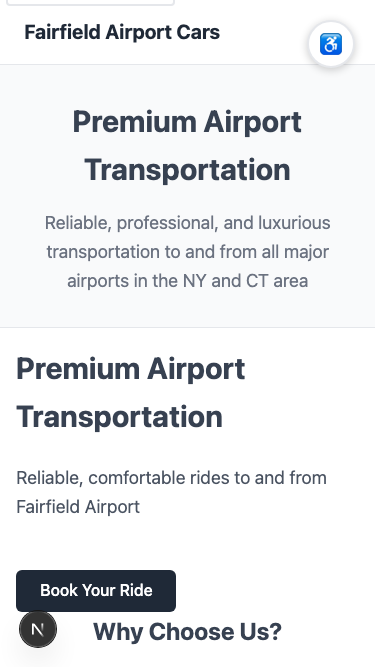 Fairfield Airport Cars
Premium Airport
Transportation
Reliable, professional, and luxurious
transportation to and from all major
airports in the NY and CT area
Premium Airport
Transportation
Reliable, comfortable rides to and from
Fairfield Airport
Book Your Ride
N
Why Choose Us?